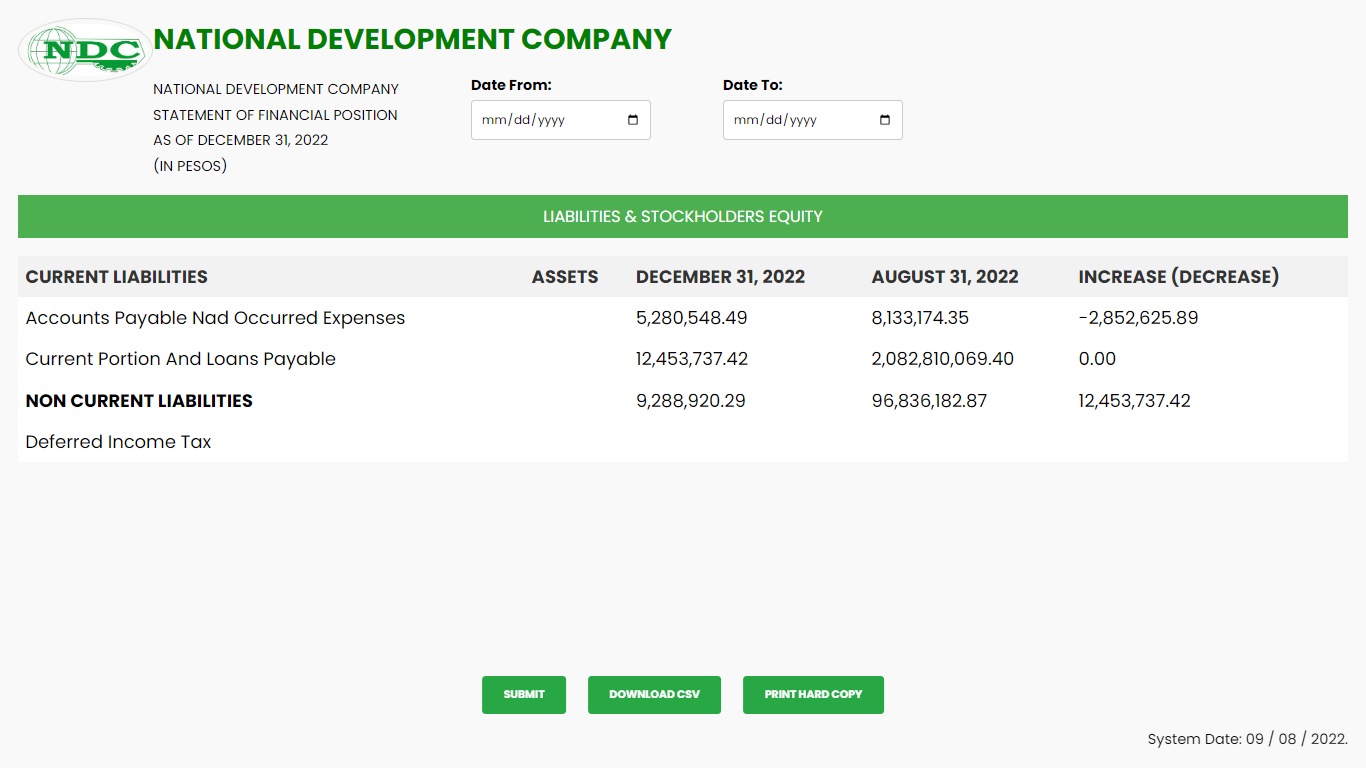 NDC
NATIONAL DEVELOPMENT COMPANY
NATIONAL DEVELOPMENT COMPANY
STATEMENT OF FINANCIAL POSITION
AS OF DECEMBER 31, 2022
(IN PESOS)
Date From: Date To:
mm/dd/yyyy mm/dd/yyyy
LIABILITIES & STOCKHOLDERS EQUITY
CURRENT LIABILITIES ASSETS DECEMBER 31, 2022 AUGUST 31, 2022 INCREASE (DECREASE)
Accounts Payable Nad Occurred Expenses 5,280,548.49 8,133,174.35 -2,852,625.89
Current Portion And Loans Payable 12,453,737.42 2,082,810,069.40 0.00
NON CURRENT LIABILITIES 9,288,920.29 96,836,182.87 12,453,737.42
Deferred Income Tax
SUBMIT DOWNLOAD CSV PRINT HARD COPY
System Date: 09 / 08 / 2022.